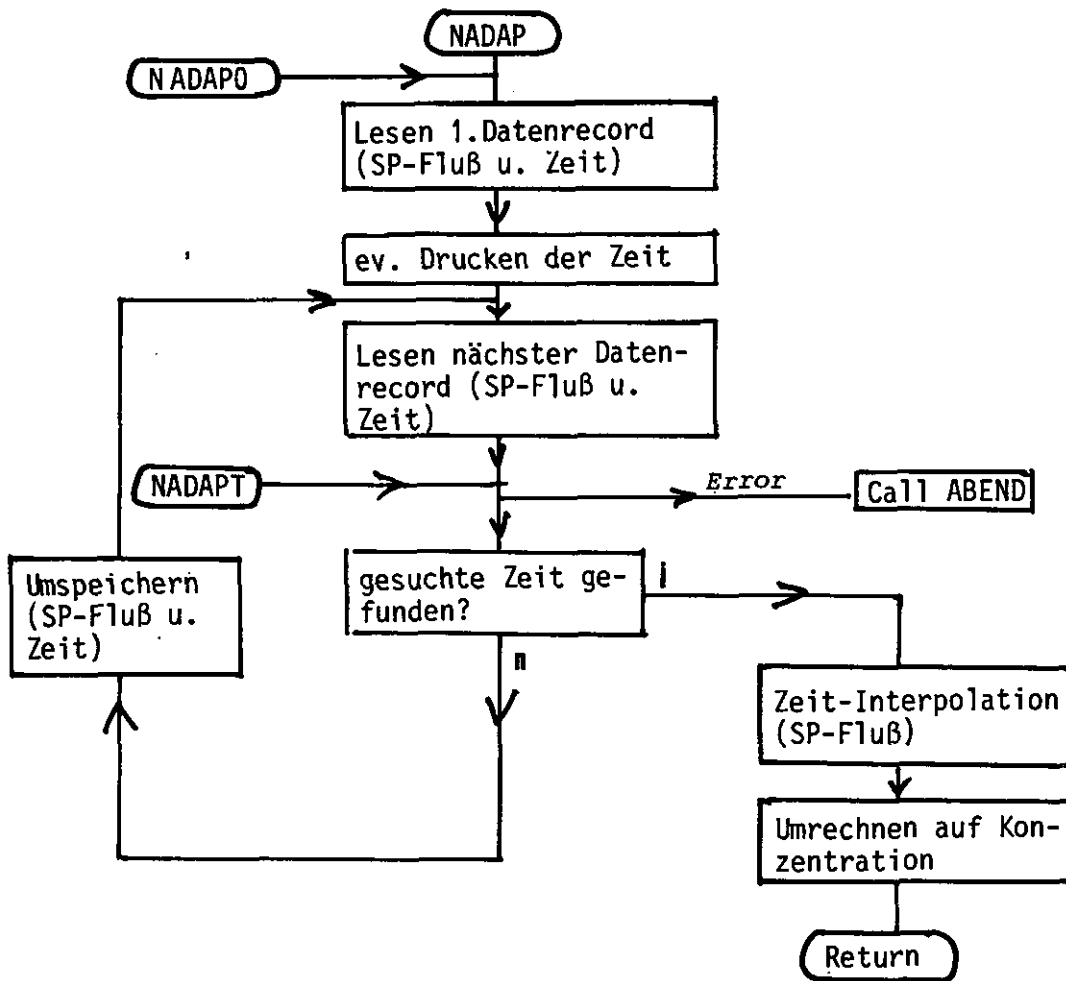 NADAP
NADAPO
Lesen 1.Datenrecord
(SP-Fluß u. Zeit)
ev. Drucken der Zeit
Lesen nächster Daten-
record (SP-Fluß u.
Zeit)
NADAPT
Error
Call ABEND
Umspeichern
(SP-Fluß u.
Zeit)
gesuchte Zeit ge-
funden?
j
n
Zeit-Interpolation
(SP-Fluß)
Umrechnen auf Kon-
zentration
Return